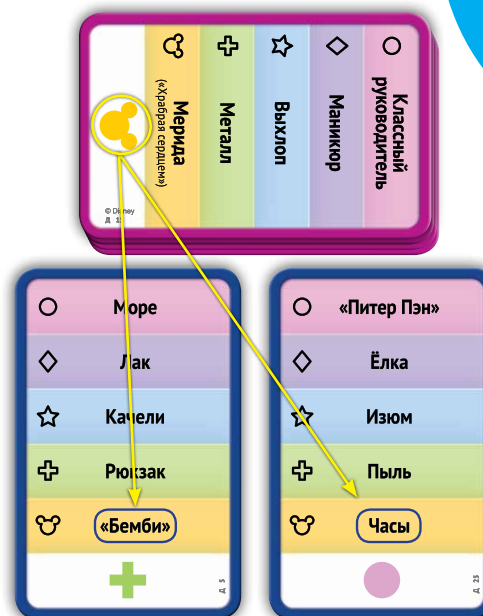 Классный
руководитель
Маникюр
Выхлоп
Металл
Мерида
(«Храбрая сердцем»)
© Disney
Море
Лак
Качели
Рюкзак
«Бемби»
Д 5
«Питер Пэн»
Ёлка
Изюм
Пыль
Часы
Д 25